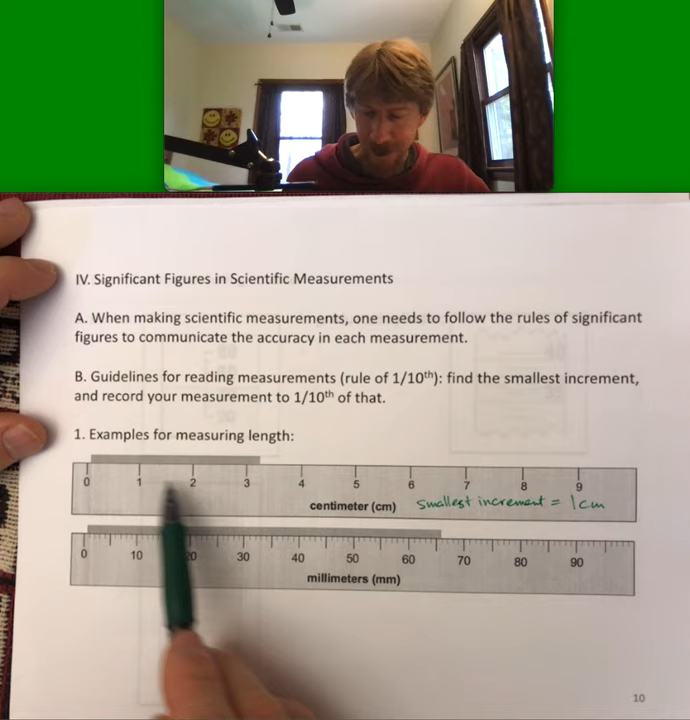 IV. Significant Figures in Scientific Measurements
A. When making scientific measurements, one needs to follow the rules of significant
figures to communicate the accuracy in each measurement.
B. Guidelines for reading measurements (rule of 1/10th): find the smallest increment,
and record your measurement to 1/10th of that.
1. Examples for measuring length:
0 1 2 3 4 5 6 7 8 9
centimeter (cm) smallest increment = 1cm
0 10 20 30 40 50 60 70 80 90
millimeters (mm)
10